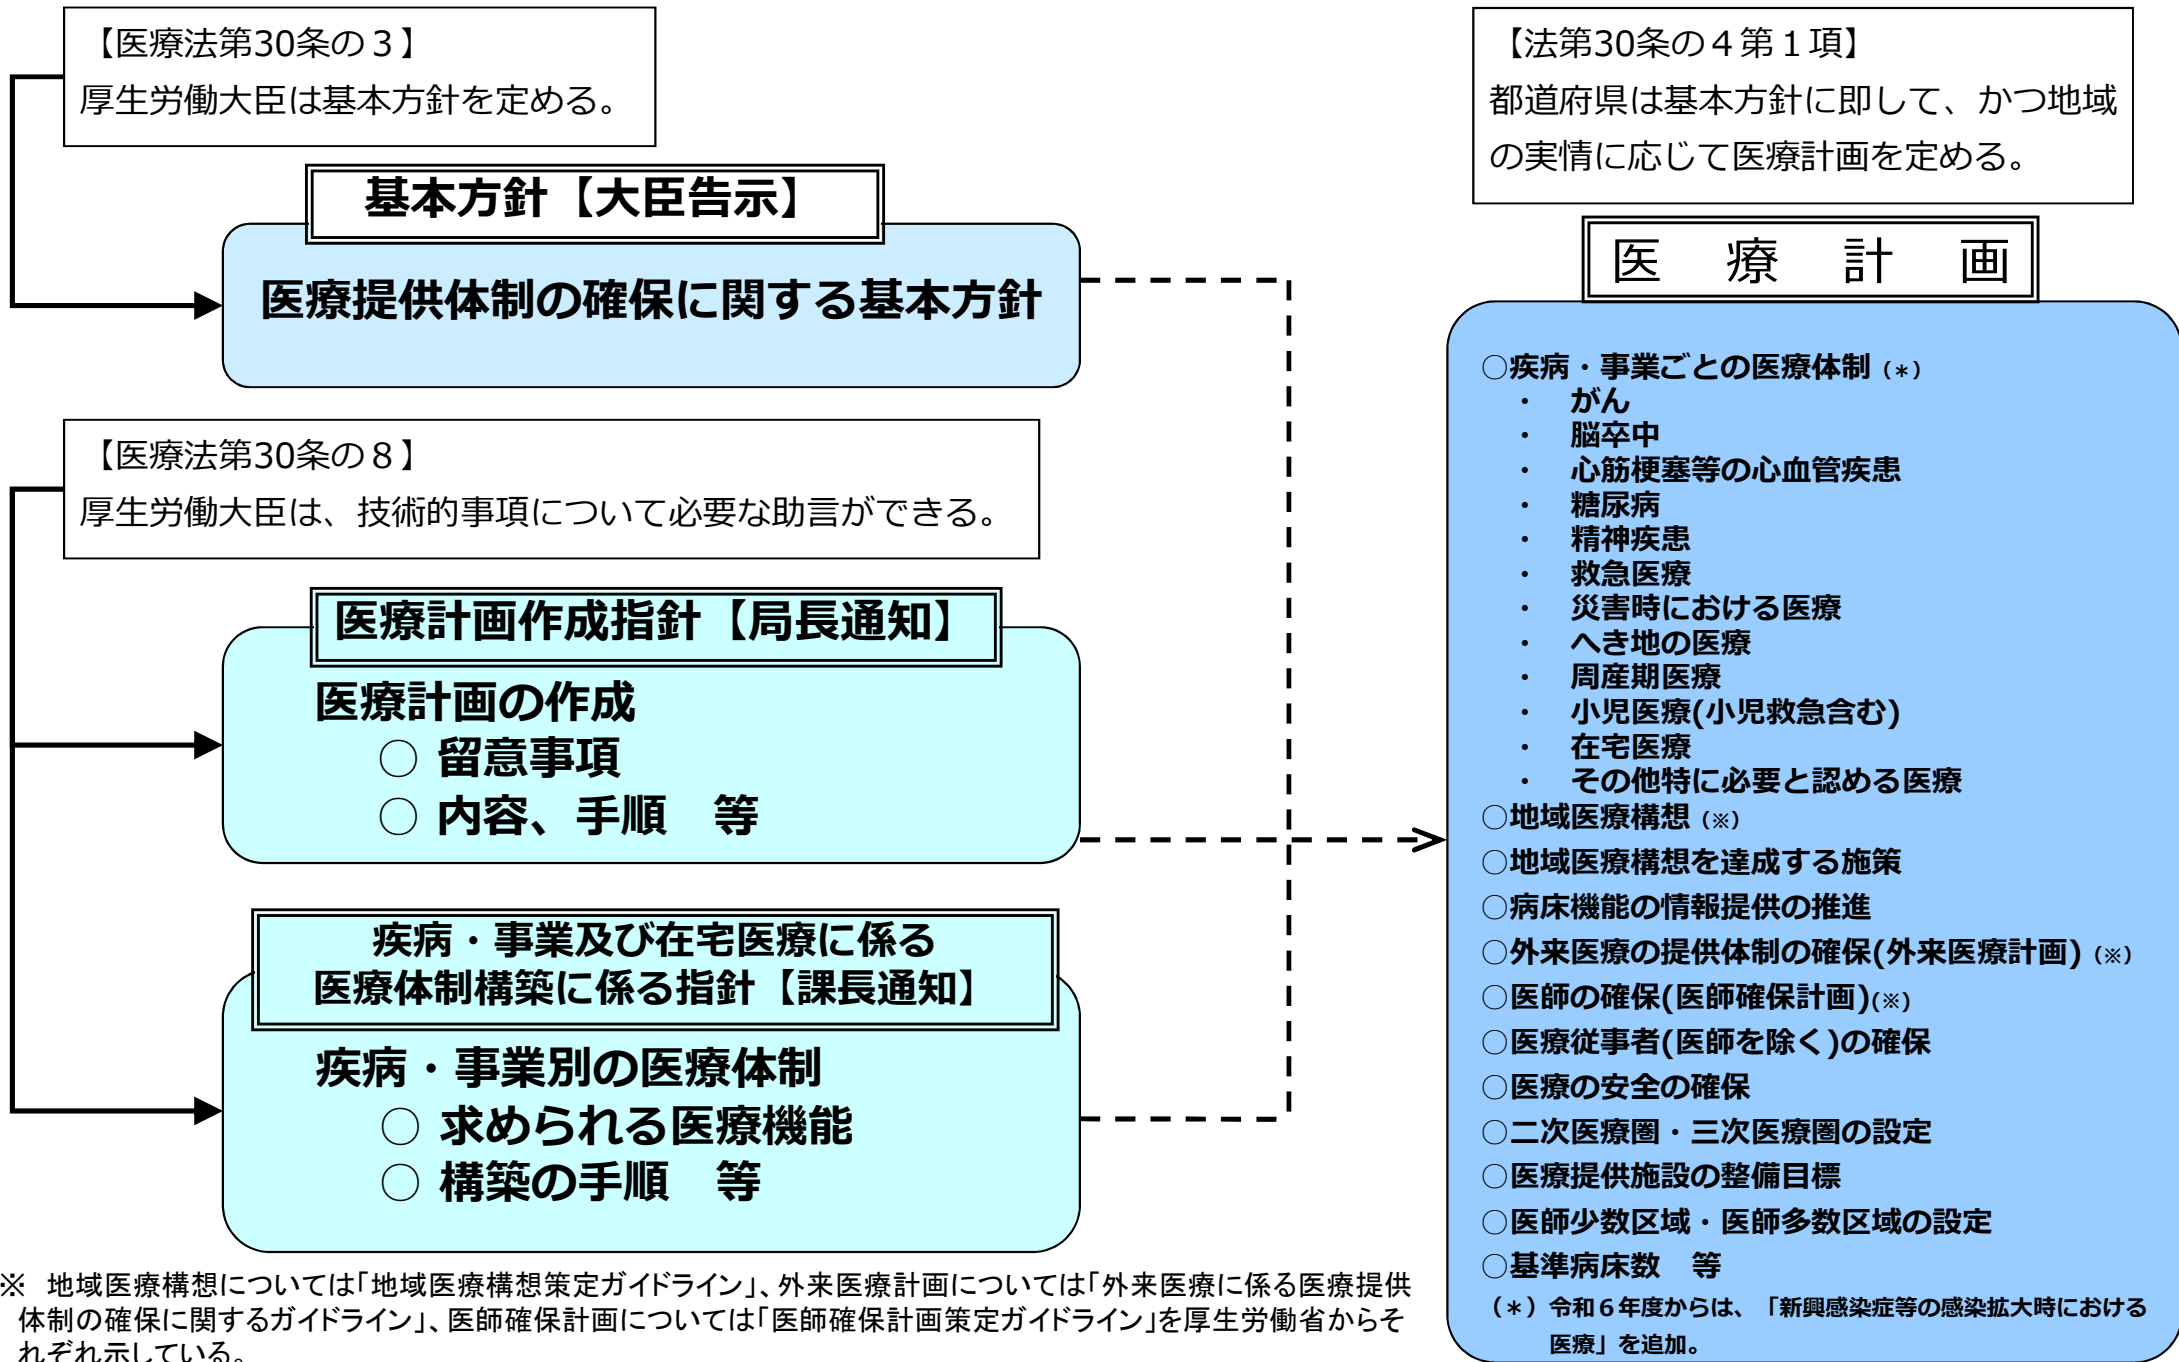 【医療法第30条の３】
厚生労働大臣は基本方針を定める。
基本方針【大臣告示】
医療提供体制の確保に関する基本方針
【医療法第30条の８】
厚生労働大臣は、技術的事項について必要な助言ができる。
医療計画作成指針【局長通知】
医療計画の作成
○ 留意事項
○ 内容、手順　等
疾病・事業及び在宅医療に係る
医療体制構築に係る指針【課長通知】
疾病・事業別の医療体制
○ 求められる医療機能
○ 構築の手順　等
※　地域医療構想については「地域医療構想策定ガイドライン」、外来医療計画については「外来医療に係る医療提供
体制の確保に関するガイドライン」、医師確保計画については「医師確保計画策定ガイドライン」を厚生労働省からそ
れぞれ示している。
【法第30条の４第１項】
都道府県は基本方針に即して、かつ地域
の実情に応じて医療計画を定める。
医　療　計　画
○疾病・事業ごとの医療体制（＊）
・　がん
・　脳卒中
・　心筋梗塞等の心血管疾患
・　糖尿病
・　精神疾患
・　救急医療
・　災害時における医療
・　へき地の医療
・　周産期医療
・　小児医療(小児救急含む)
・　在宅医療
・　その他特に必要と認める医療
○地域医療構想（※）
○地域医療構想を達成する施策
○病床機能の情報提供の推進
○外来医療の提供体制の確保(外来医療計画)（※）
○医師の確保(医師確保計画)(※)
○医療従事者(医師を除く)の確保
○医療の安全の確保
○二次医療圏・三次医療圏の設定
○医療提供施設の整備目標
○医師少数区域・医師多数区域の設定
○基準病床数　等
（＊）令和６年度からは、「新興感染症等の感染拡大時における
医療」を追加。